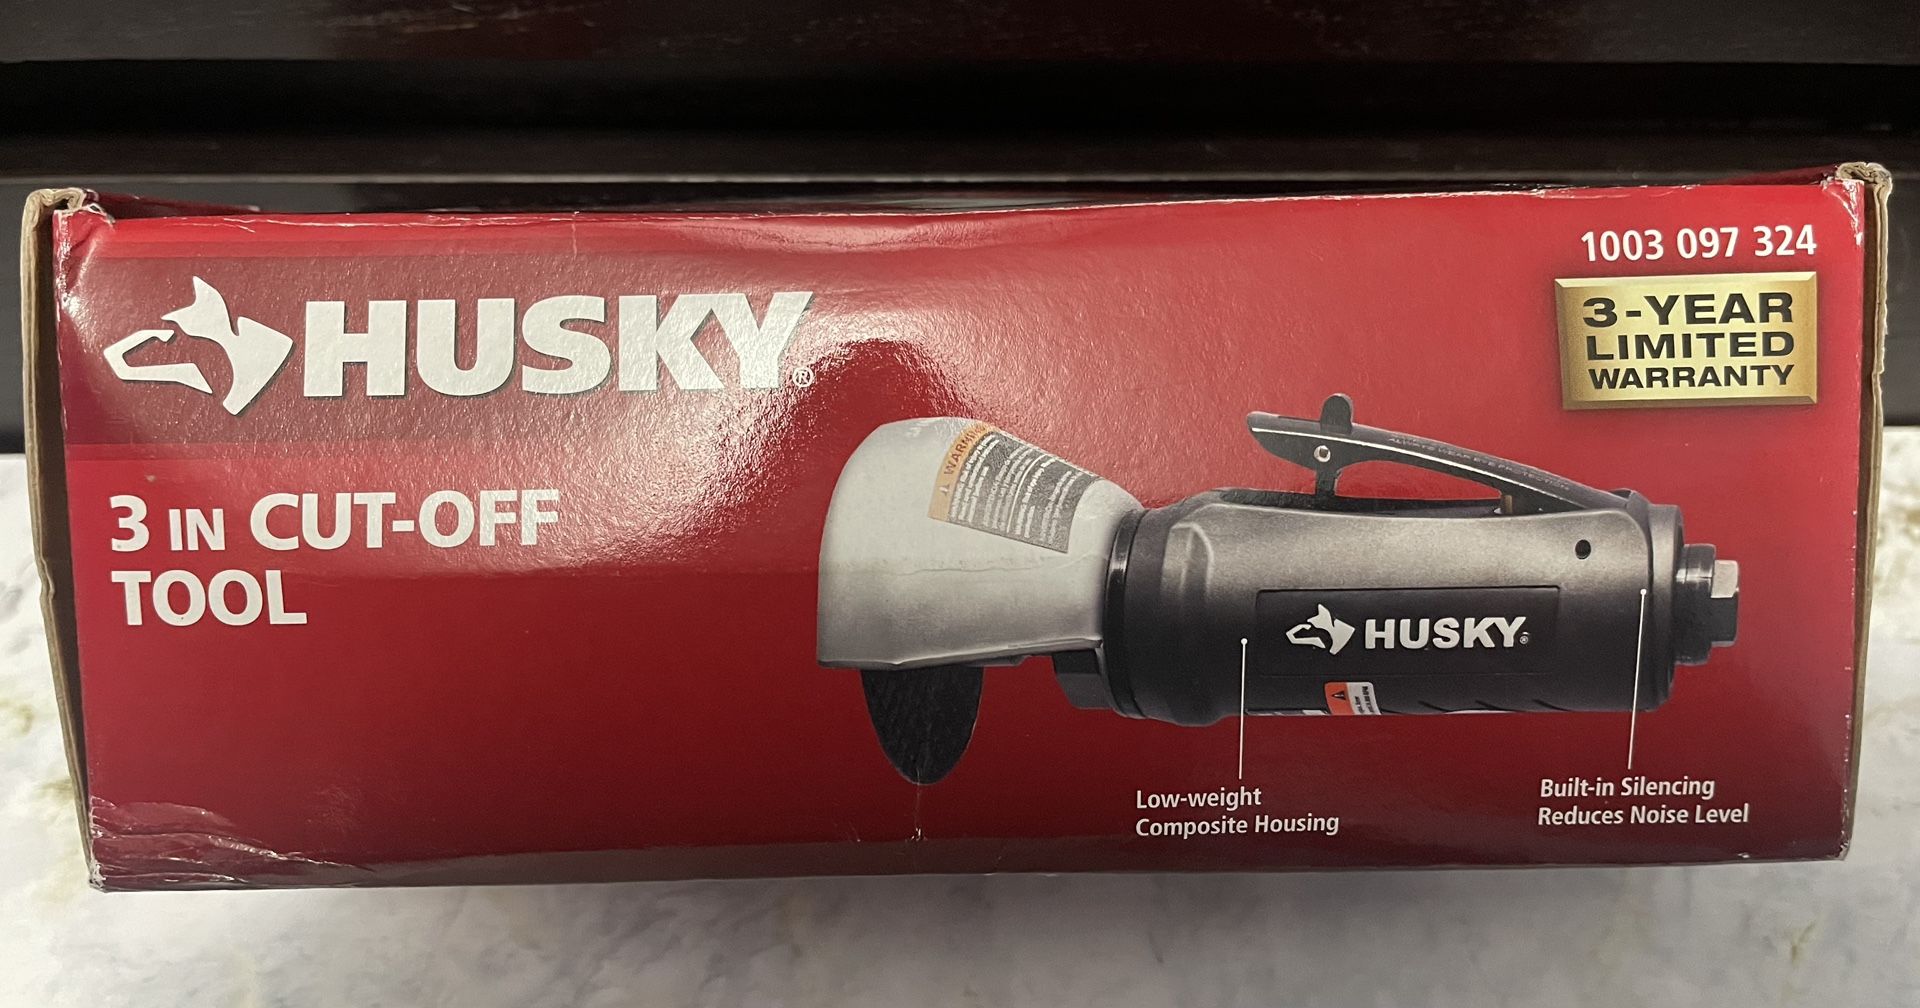 HUSKY®
1003 097 324
3-YEAR
LIMITED
WARRANTY
3 IN CUT-OFF
TOOL
HUSKY®
Low-weight
Composite Housing
Built-in Silencing
Reduces Noise Level